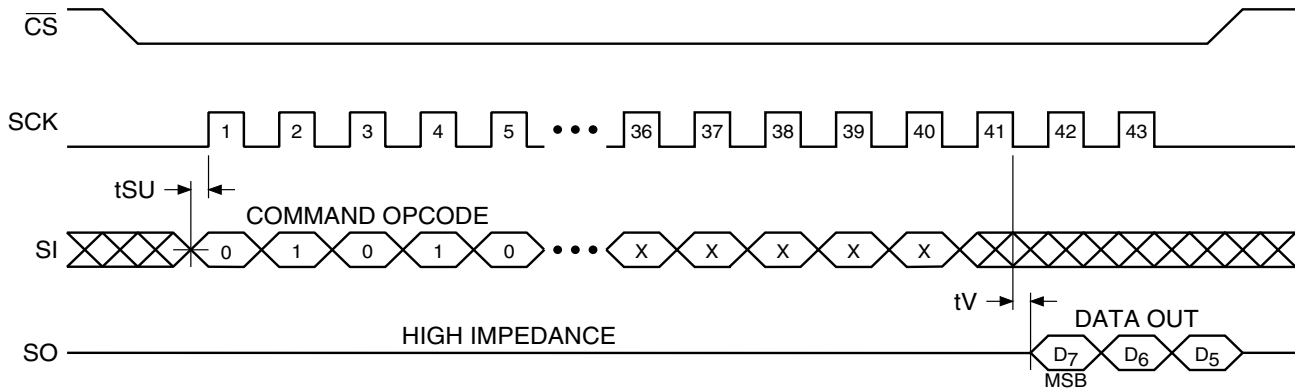 CS
SCK
1 2 3 4 5 ••• 36 37 38 39 40 41 42 43
tSU
COMMAND OPCODE
SI
0 1 0 1 0 ••• X X X X X
tV
HIGH IMPEDANCE
DATA OUT
SO
D7 D6 D5
MSB